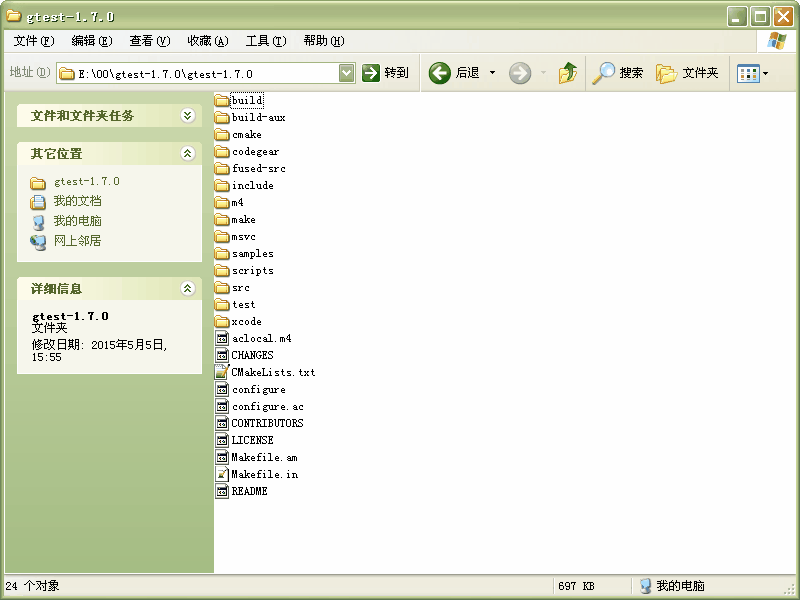 gtest-1.7.0
文件(F) 编辑(E) 查看(V) 收藏(A) 工具(T) 帮助(H)
地址(D) E:\00\gtest-1.7.0\gtest-1.7.0 转到 后退 搜索 文件夹
文件和文件夹任务
其它位置
gtest-1.7.0
我的文档
我的电脑
网上邻居
详细信息
gtest-1.7.0
文件夹
修改日期: 2015年5月5日,
15:55
build
build-aux
cmake
codegear
fused-src
include
m4
make
msvc
samples
scripts
src
test
xcode
aclocal.m4
CHANGES
CMakeLists.txt
configure
configure.ac
CONTRIBUTORS
LICENSE
Makefile.am
Makefile.in
README
24 个对象 697 KB 我的电脑